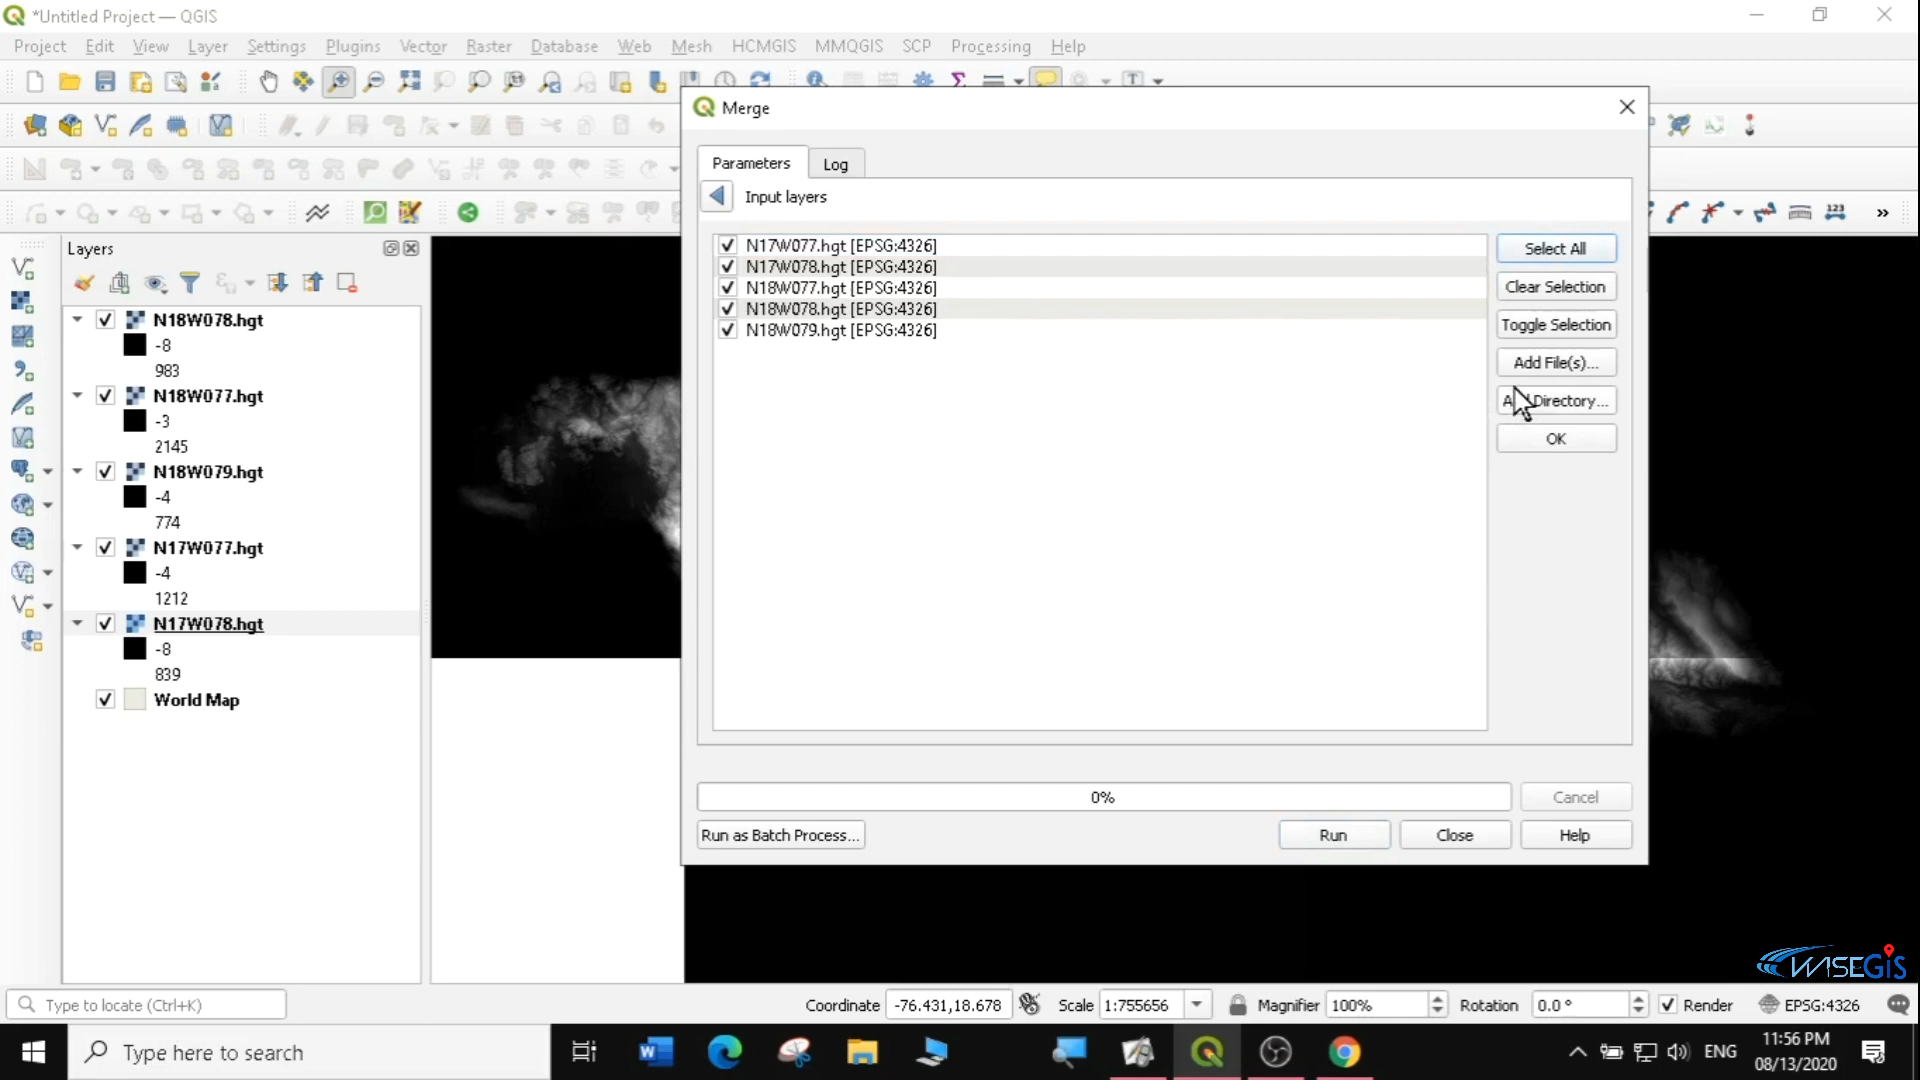 *Untitled Project — QGIS
Project Edit View Layer Settings Plugins Vector Raster Database Web Mesh HCMGIS MMQGIS SCP Processing Help
Merge
Parameters Log
Input layers
N17W077.hgt [EPSG:4326]
N17W078.hgt [EPSG:4326]
N18W077.hgt [EPSG:4326]
N18W078.hgt [EPSG:4326]
N18W079.hgt [EPSG:4326]
Select All
Clear Selection
Toggle Selection
Add File(s)...
Directory...
OK
0%
Cancel
Run as Batch Process...
Run
Close
Help
123
»
Layers
N18W078.hgt
-8
983
N18W077.hgt
-3
2145
N18W079.hgt
-4
774
N17W077.hgt
-4
1212
N17W078.hgt
-8
839
World Map
WISEGIS
Type to locate (Ctrl+K)
Coordinate -76.431,18.678
Scale 1:755656
Magnifier 100%
Rotation 0.0 °
Render
EPSG:4326
Type here to search
ENG
11:56 PM
08/13/2020